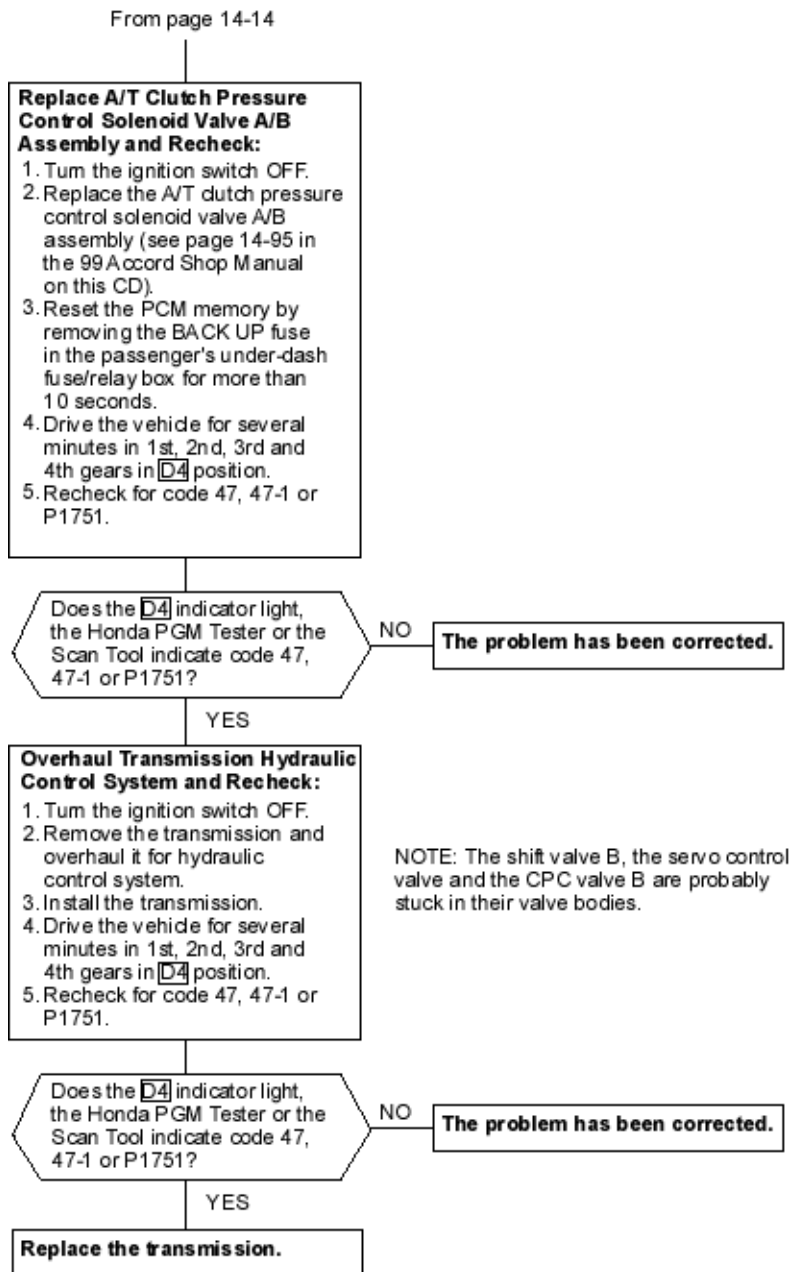 From page 14-14
Replace A/T Clutch Pressure
Control Solenoid Valve A/B
Assembly and Recheck:
1. Turn the ignition switch OFF.
2. Replace the A/T clutch pressure
control solenoid valve A/B
assembly (see page 14-95 in
the 99 Accord Shop Manual
on this CD).
3. Reset the PCM memory by
removing the BACK UP fuse
in the passenger's under-dash
fuse/relay box for more than
10 seconds.
4. Drive the vehicle for several
minutes in 1st, 2nd, 3rd and
4th gears in D4 position.
5. Recheck for code 47, 47-1 or
P1751.
Does the D4 indicator light,
the Honda PGM Tester or the
Scan Tool indicate code 47,
47-1 or P1751?
NO
The problem has been corrected.
YES
Overhaul Transmission Hydraulic
Control System and Recheck:
1. Turn the ignition switch OFF.
2. Remove the transmission and
overhaul it for hydraulic
control system.
3. Install the transmission.
4. Drive the vehicle for several
minutes in 1st, 2nd, 3rd and
4th gears in D4 position.
5. Recheck for code 47, 47-1 or
P1751.
NOTE: The shift valve B, the servo control
valve and the CPC valve B are probably
stuck in their valve bodies.
Does the D4 indicator light,
the Honda PGM Tester or the
Scan Tool indicate code 47,
47-1 or P1751?
NO
The problem has been corrected.
YES
Replace the transmission.